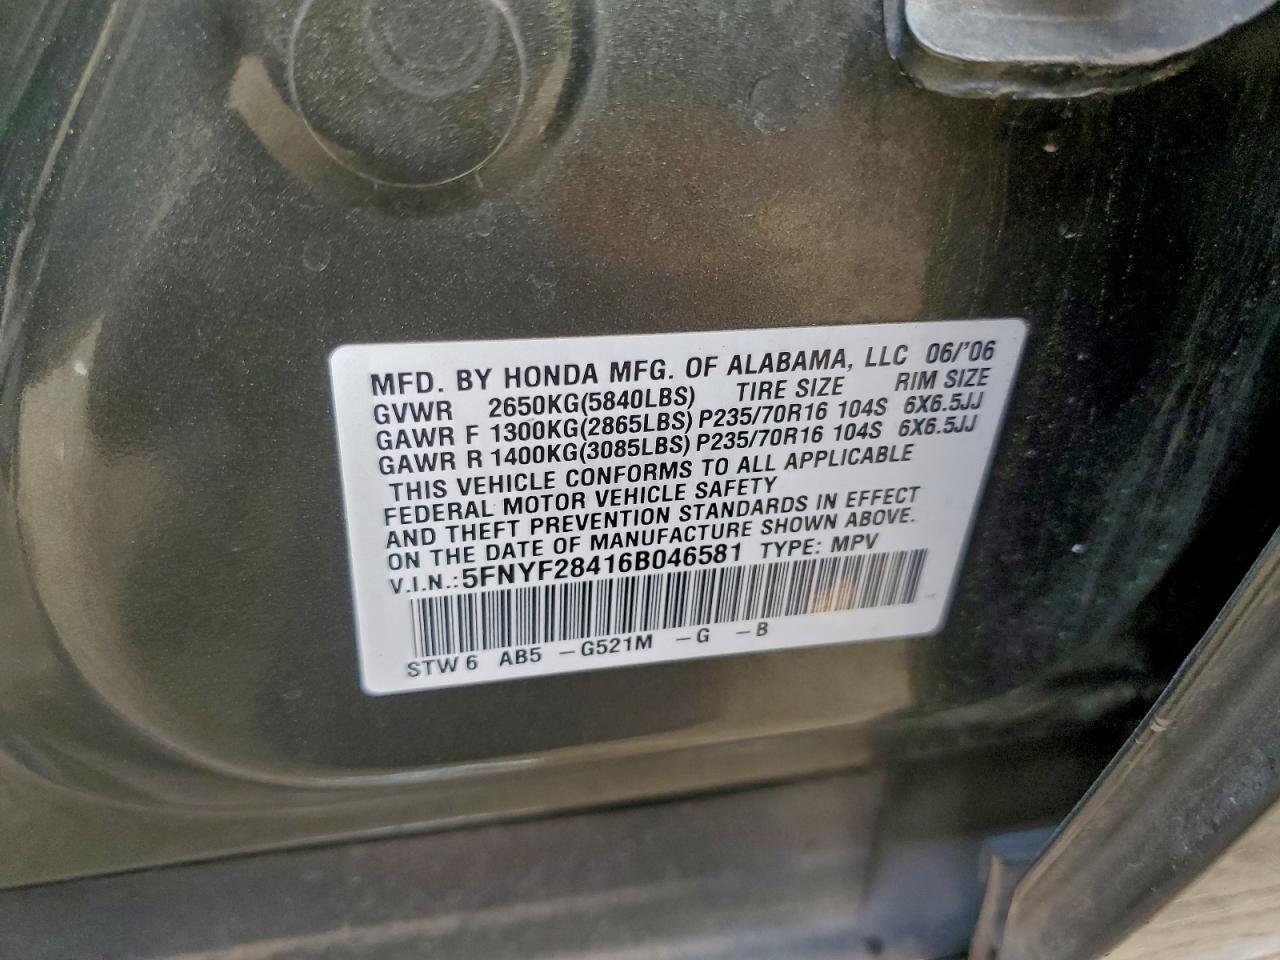 MFD. BY HONDA MFG. OF ALABAMA, LLC 06/'06
GVWR 2650KG(5840LBS) TIRE SIZE RIM SIZE
GAWR F 1300KG(2865LBS) P235/70R16 104S 6X6.5JJ
GAWR R 1400KG(3085LBS) P235/70R16 104S 6X6.5JJ
THIS VEHICLE CONFORMS TO ALL APPLICABLE
FEDERAL MOTOR VEHICLE SAFETY
AND THEFT PREVENTION STANDARDS IN EFFECT
ON THE DATE OF MANUFACTURE SHOWN ABOVE.
V.I.N.: 5FNYF28416B046581 TYPE: MPV
STW 6 AB5 -G521M -G -B